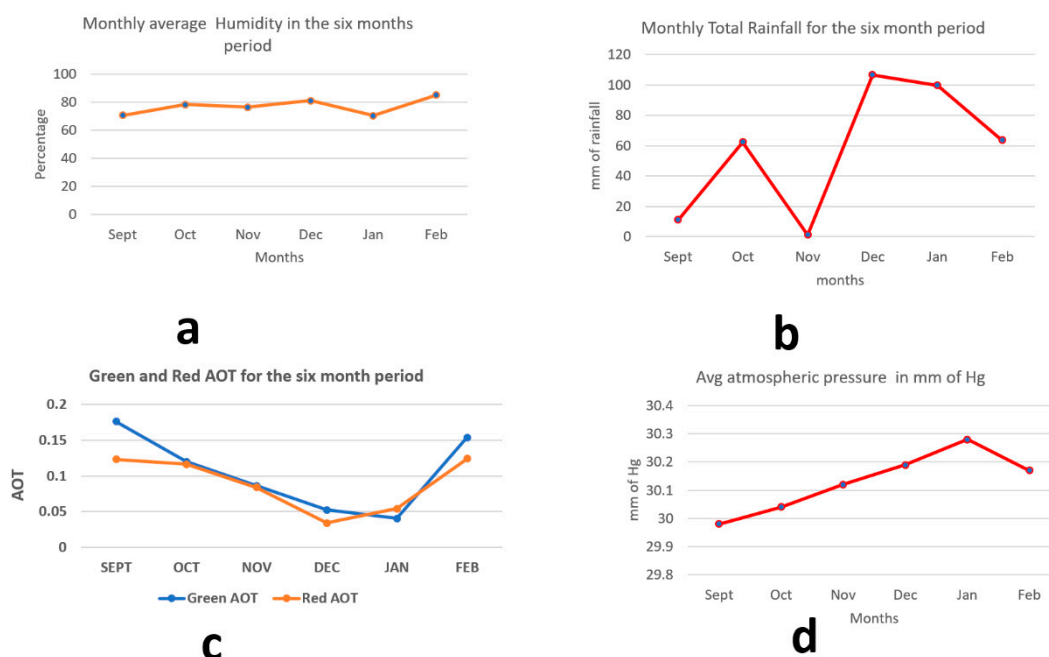 Monthly average Humidity in the six months
period
100
80
60
40
20
0
Percentage
Sept Oct Nov Dec Jan Feb
Months
a
Monthly Total Rainfall for the six month period
120
100
80
60
40
20
0
mm of rainfall
Sept Oct Nov Dec Jan Feb
months
b
Green and Red AOT for the six month period
0.2
0.15
0.1
0.05
0
AOT
SEPT OCT NOV DEC JAN FEB
Green AOT Red AOT
c
Avg atmospheric pressure in mm of Hg
30.4
30.3
30.2
30.1
30
29.9
29.8
mm of Hg
Sept Oct Nov Dec Jan Feb
Months
d